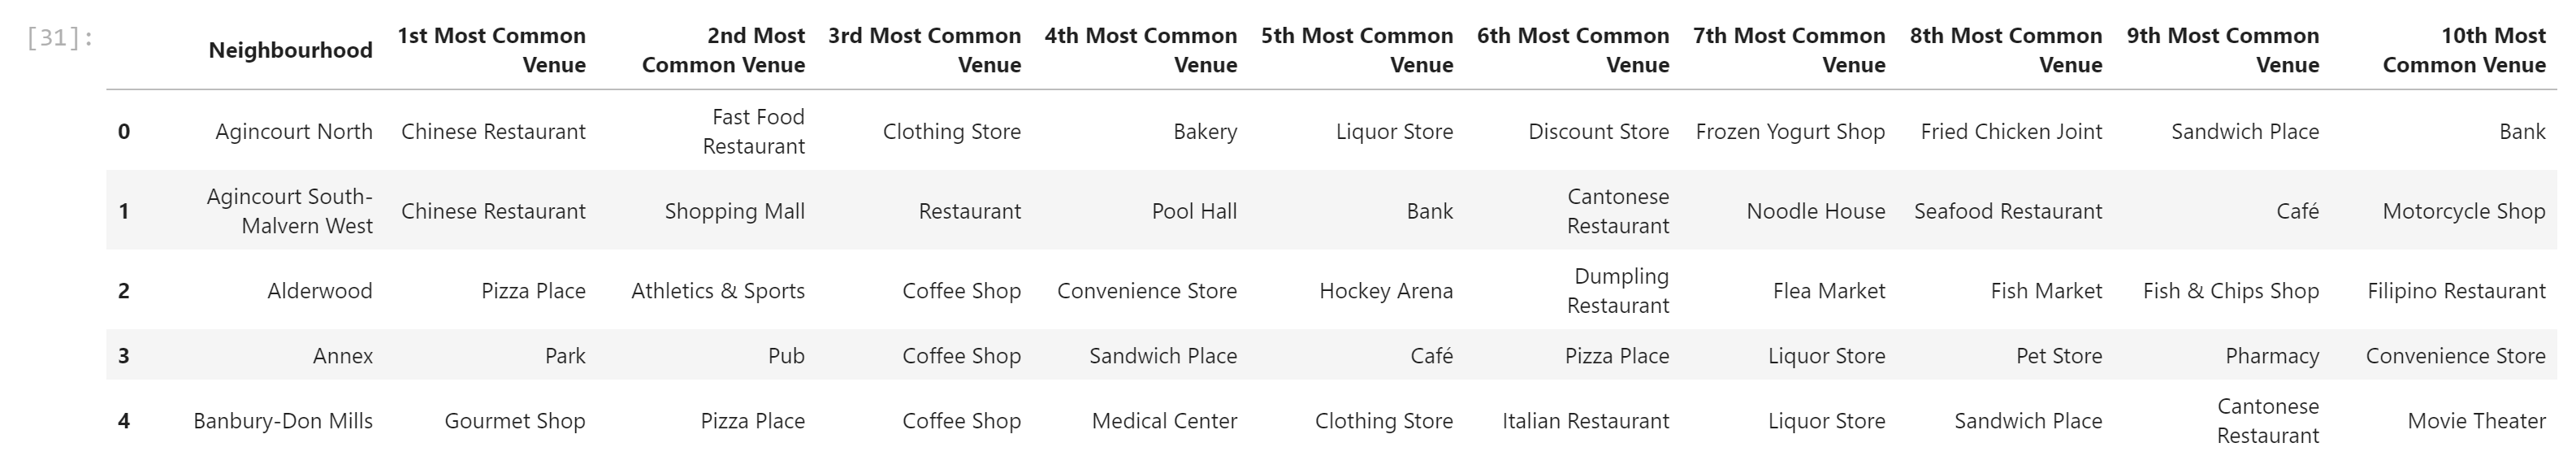 [31]:
Neighbourhood 1st Most Common Venue 2nd Most Common Venue 3rd Most Common Venue 4th Most Common Venue 5th Most Common Venue 6th Most Common Venue 7th Most Common Venue 8th Most Common Venue 9th Most Common Venue 10th Most Common Venue
0 Agincourt North Chinese Restaurant Fast Food Restaurant Clothing Store Bakery Liquor Store Discount Store Frozen Yogurt Shop Fried Chicken Joint Sandwich Place Bank
1 Agincourt South-Malvern West Chinese Restaurant Shopping Mall Restaurant Pool Hall Bank Cantonese Restaurant Noodle House Seafood Restaurant Café Motorcycle Shop
2 Alderwood Pizza Place Athletics & Sports Coffee Shop Convenience Store Hockey Arena Dumpling Restaurant Flea Market Fish Market Fish & Chips Shop Filipino Restaurant
3 Annex Park Pub Coffee Shop Sandwich Place Café Pizza Place Liquor Store Pet Store Pharmacy Convenience Store
4 Banbury-Don Mills Gourmet Shop Pizza Place Coffee Shop Medical Center Clothing Store Italian Restaurant Liquor Store Sandwich Place Cantonese Restaurant Movie Theater